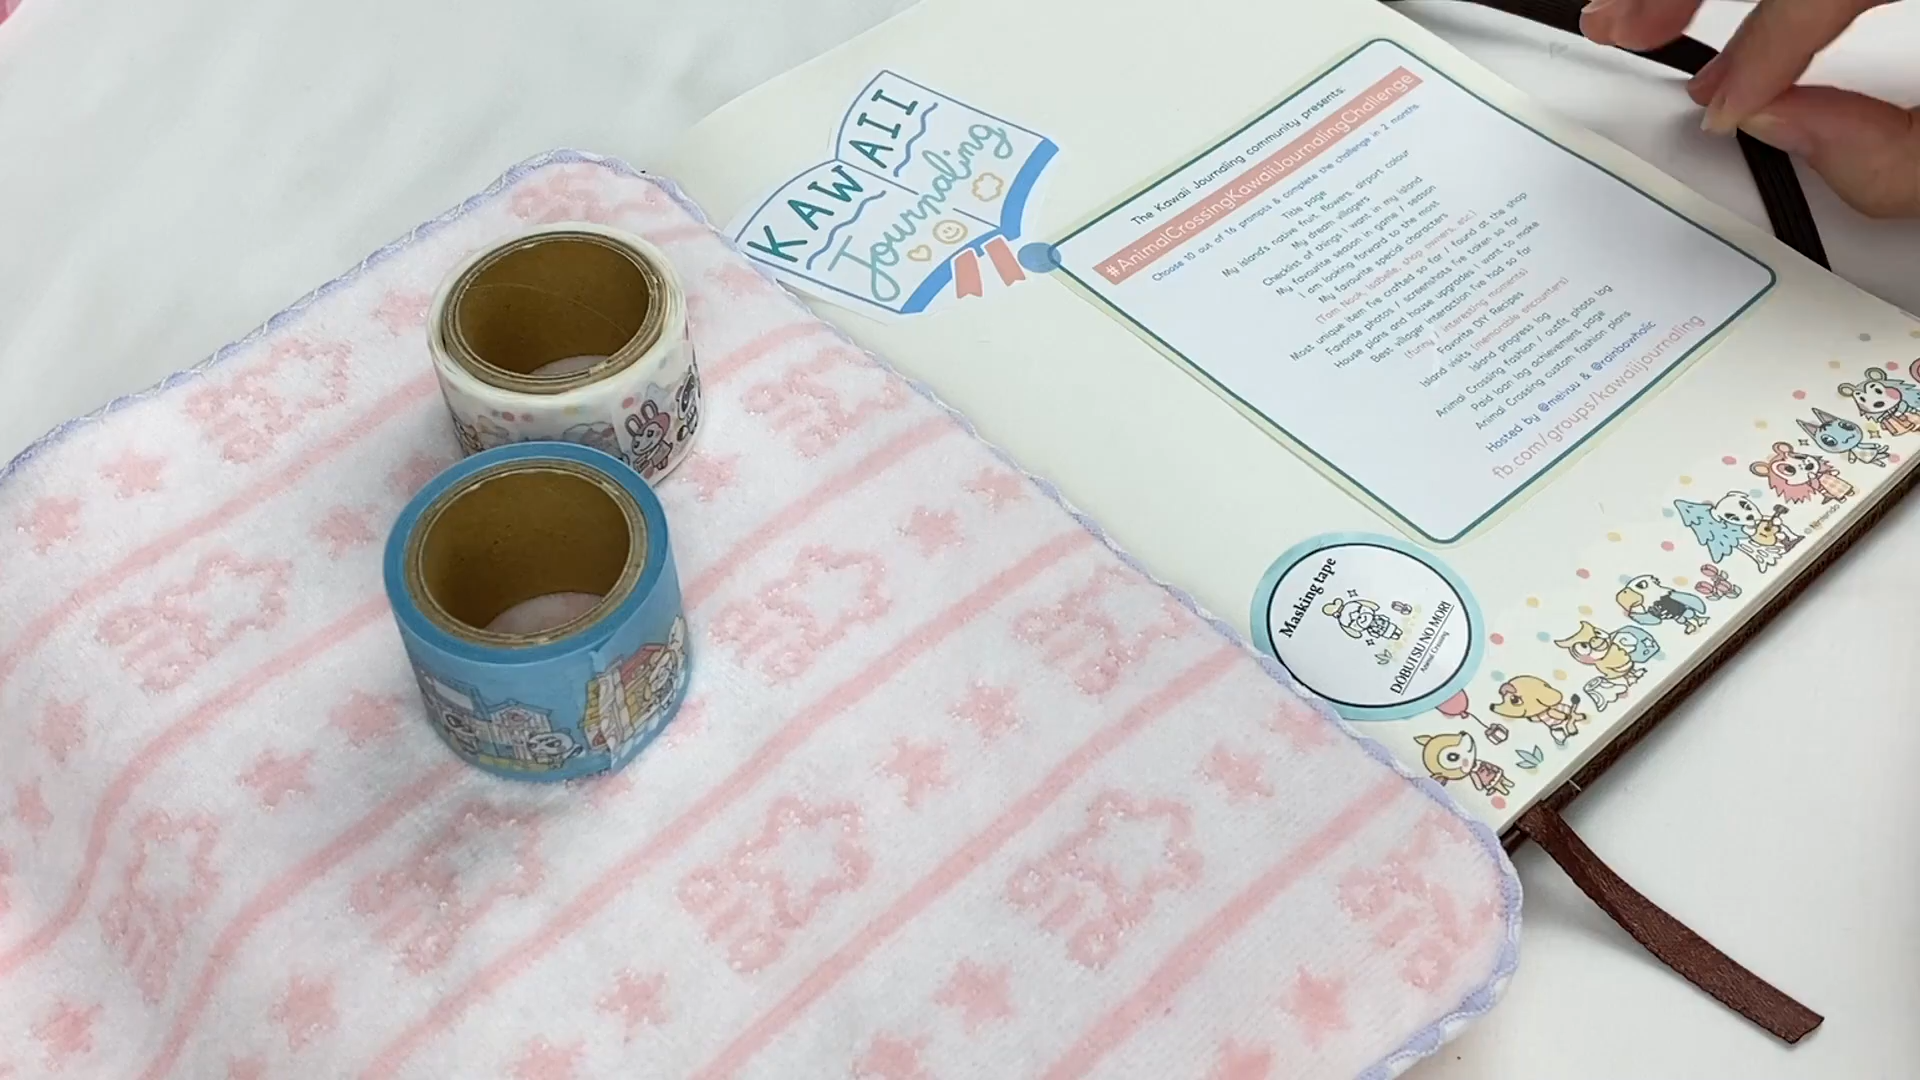 KAWAII
Journaling
The Kawaii Journaling community presents:
#AnimalCrossingKawaiiJournalingChallenge
Choose 10 out of 16 prompts & complete the challenge in 2 months.
Title page
My island's native fruit, flowers, airport colour
My dream villagers
Checklist of things I want in my island
My favourite season in game / season
I am looking forward to the most
My favourite special characters
(Tom Nook, Isabelle, shop owners, etc.)
Most unique item I've crafted so far / found at the shop
Favorite photos / screenshots I've taken so far
House plans and house upgrades I want to make
Best villager interaction I've had so far
(funny / interesting moments)
Favorite DIY Recipes
Island visits (memorable encounters)
Island progress log
Animal Crossing fashion / outfit photo log
Paid loan log achievement page
Animal Crossing custom fashion plans
Hosted by @meivuu & @rainbowholic
fb.com/groups/kawaiijournaling
Masking tape
DŌBUTSU NO MORI
Animal Crossing
© Nintendo